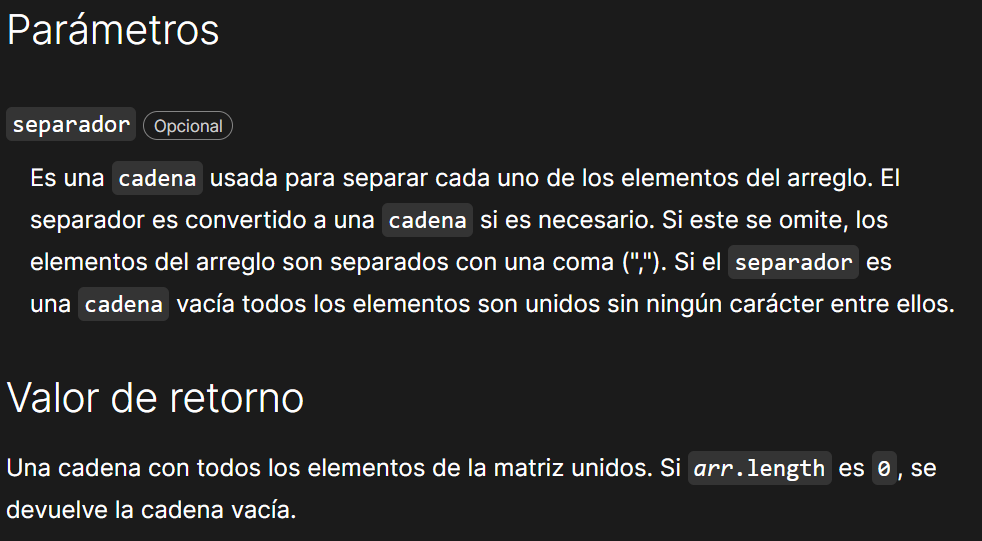 Parámetros
separador Opcional
Es una cadena usada para separar cada uno de los elementos del arreglo. El
separador es convertido a una cadena si es necesario. Si este se omite, los
elementos del arreglo son separados con una coma (","). Si el separador es
una cadena vacía todos los elementos son unidos sin ningún carácter entre ellos.
Valor de retorno
Una cadena con todos los elementos de la matriz unidos. Si arr.length es 0, se
devuelve la cadena vacía.